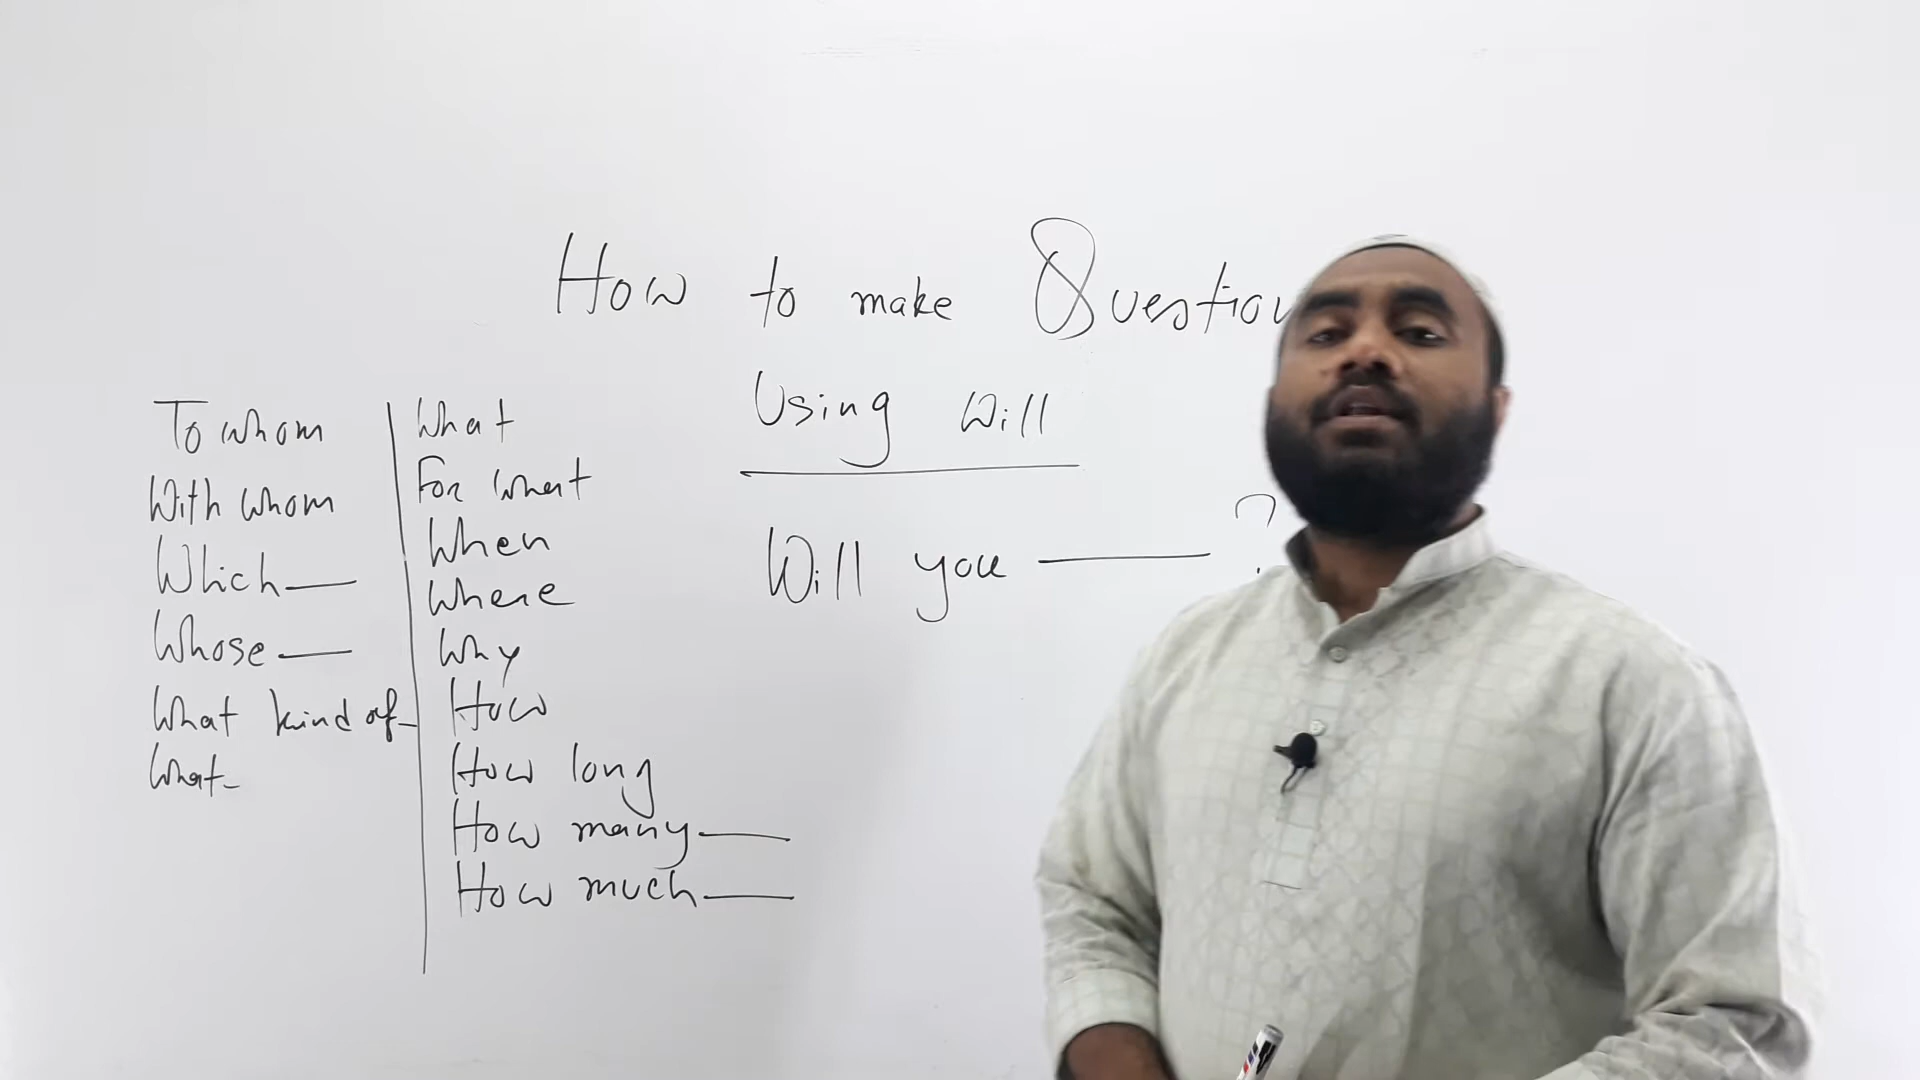 How to make Question
Using Will
Will you ——— ?
To whom
With whom
Which ——
Whose ——
What kind of -
What -
What
For what
When
Where
Why
How
How long
How many ——
How much ——